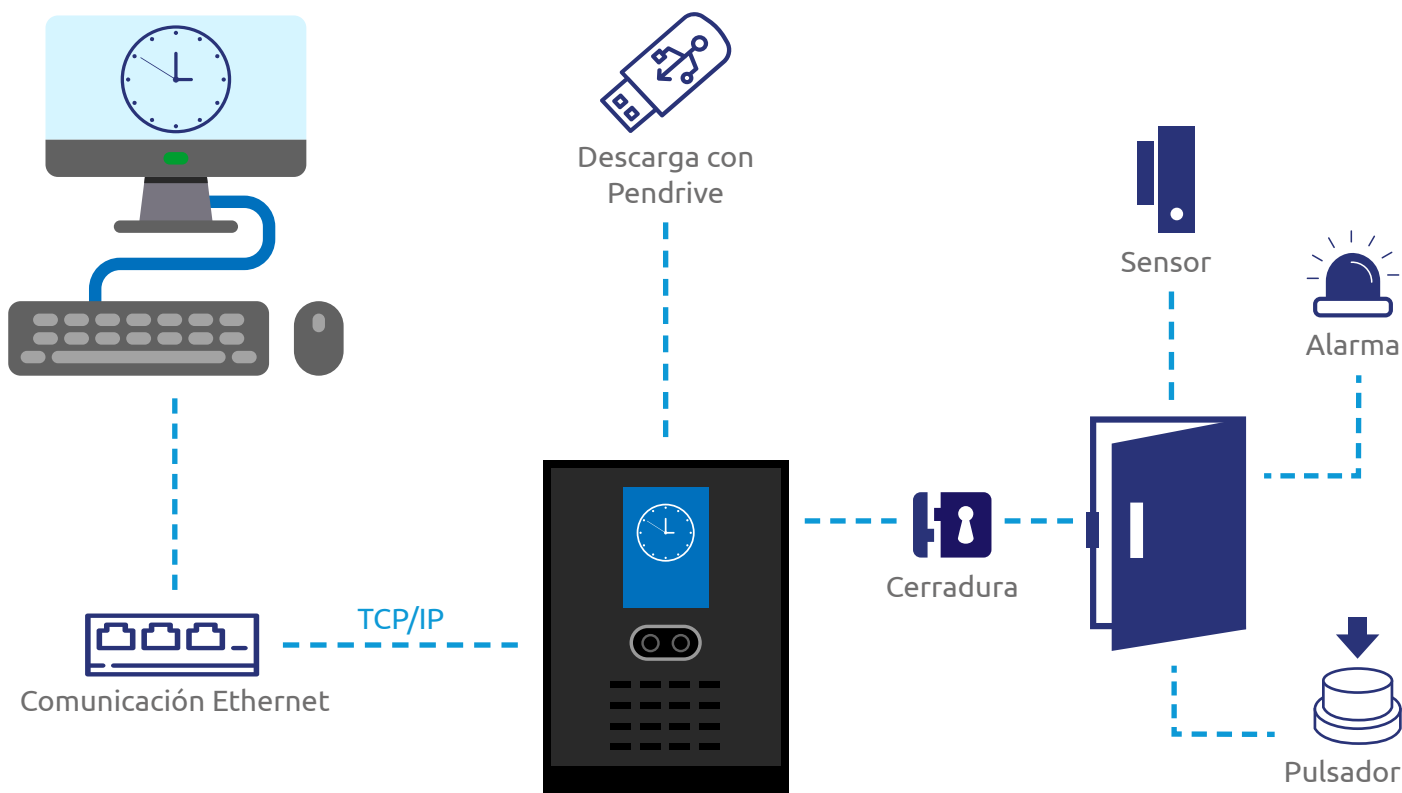 Descarga con
Pendrive
Sensor
Alarma
Cerradura
TCP/IP
Comunicación Ethernet
Pulsador